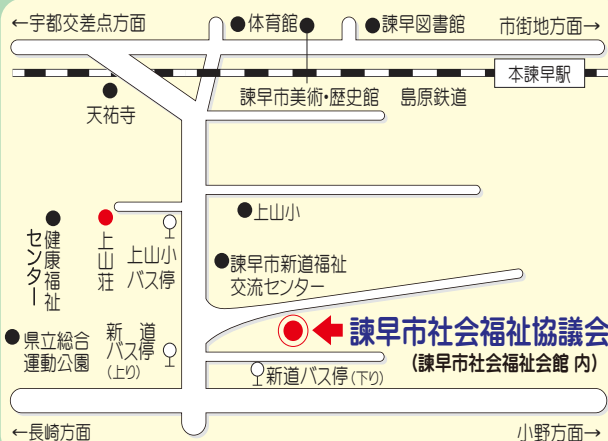 ←宇都交差点方面
体育館
諫早図書館
市街地方面→
本諫早駅
天祐寺
諫早市美術・歴史館
島原鉄道
上山小
健康福祉
センター
上山荘
上山小
バス停
諫早市新道福祉
交流センター
県立総合
運動公園
新道
バス停
(上り)
諫早市社会福祉協議会
(諫早市社会福祉会館 内)
新道バス停(下り)
←長崎方面
小野方面→